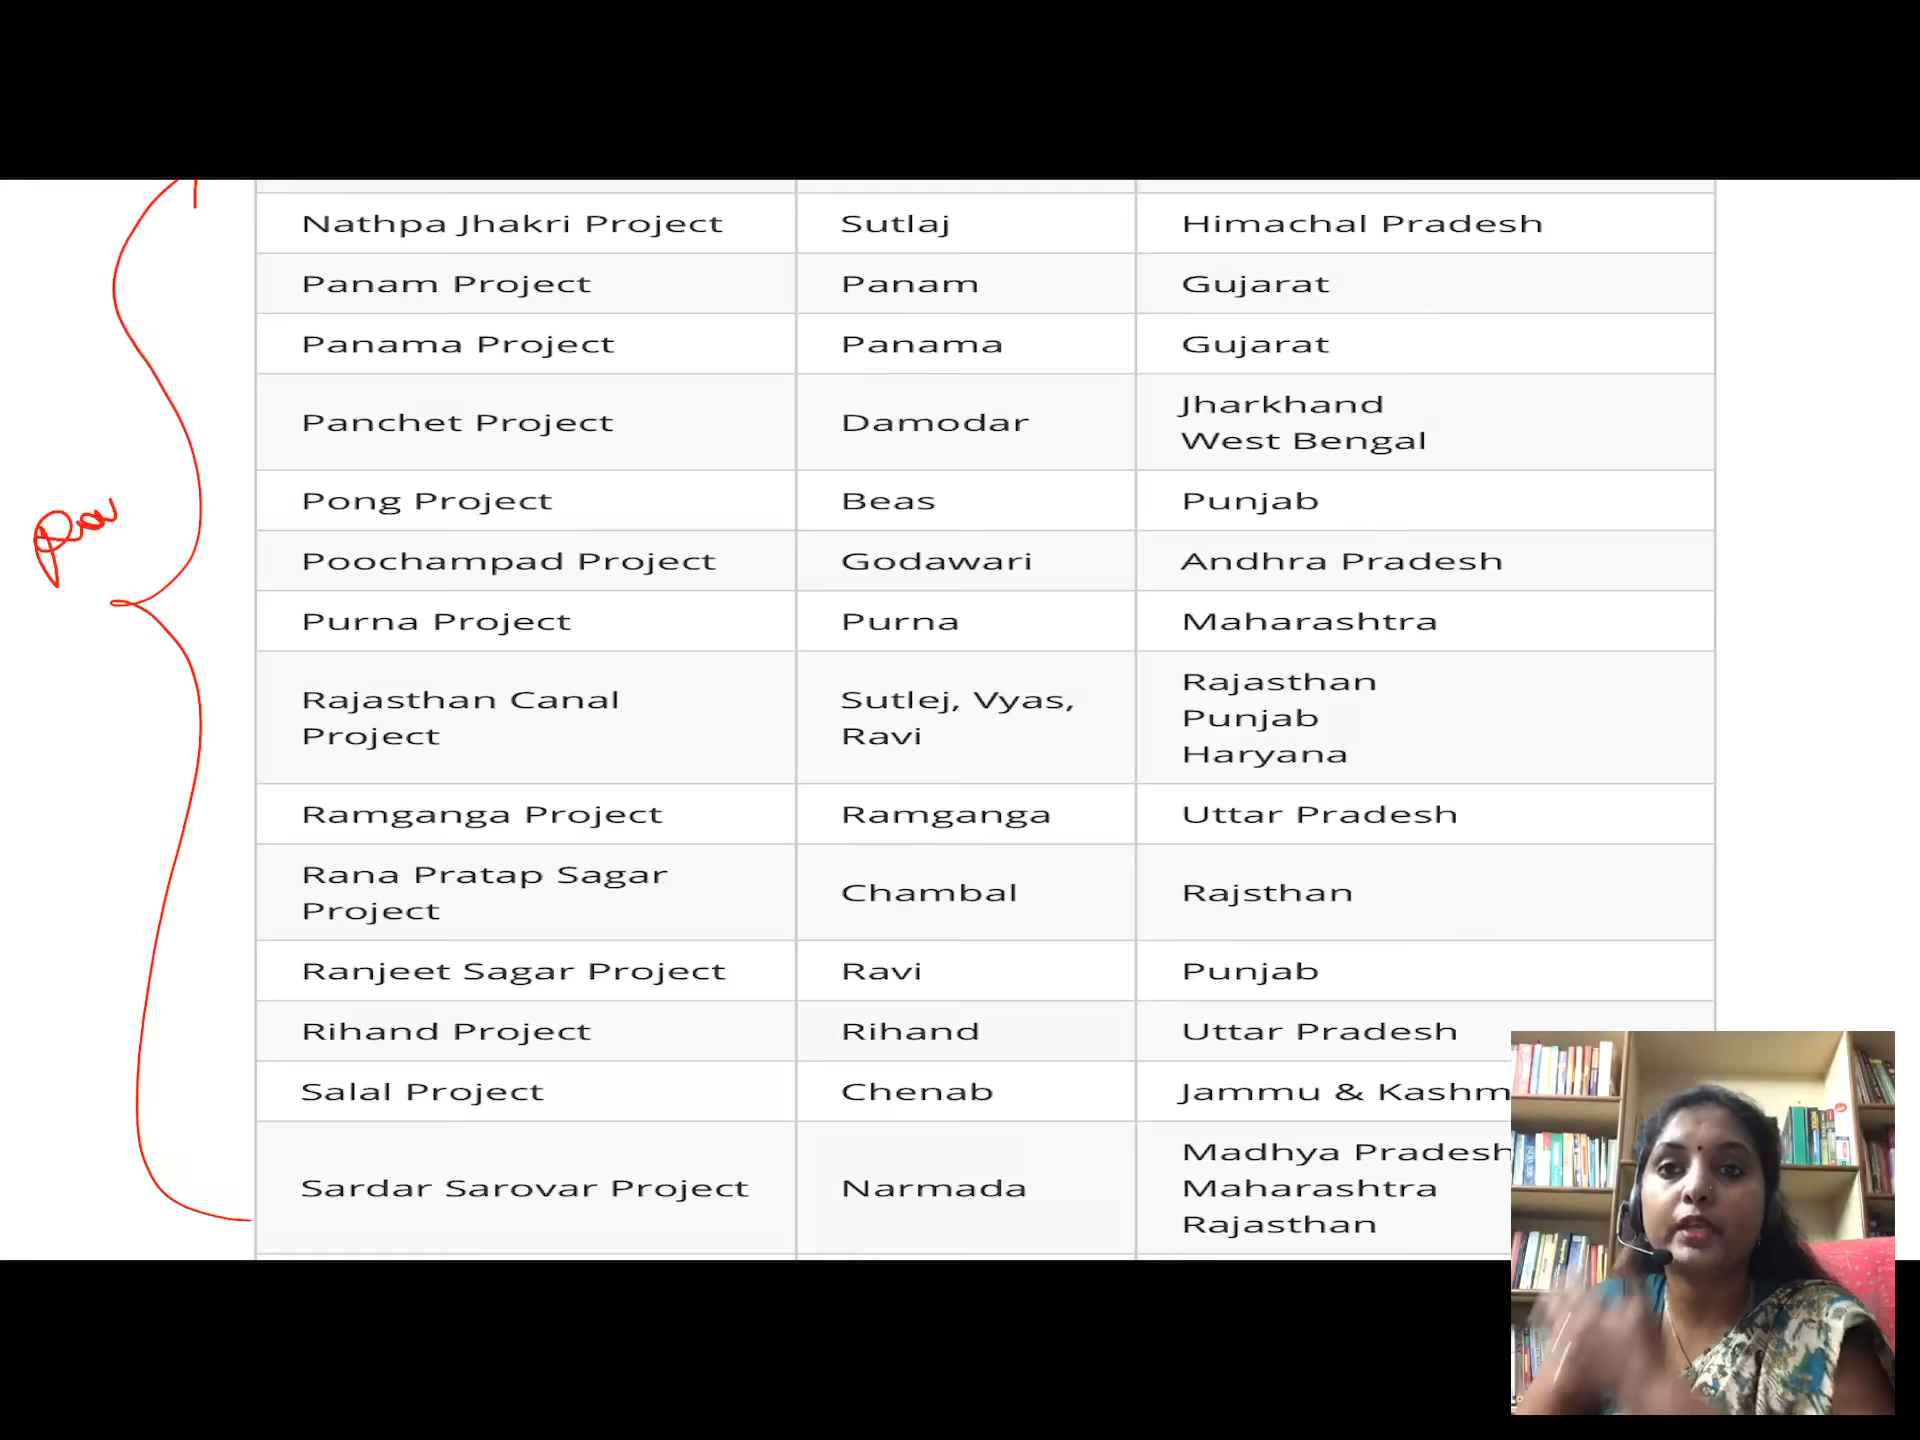 Nathpa Jhakri Project Sutlaj Himachal Pradesh
Panam Project Panam Gujarat
Panama Project Panama Gujarat
Panchet Project Damodar Jharkhand
West Bengal
Pong Project Beas Punjab
Poochampad Project Godawari Andhra Pradesh
Purna Project Purna Maharashtra
Rajasthan Canal
Project
Sutlej, Vyas,
Ravi
Rajasthan
Punjab
Haryana
Ramganga Project Ramganga Uttar Pradesh
Rana Pratap Sagar
Project
Chambal Rajsthan
Ranjeet Sagar Project Ravi Punjab
Rihand Project Rihand Uttar Pradesh
Salal Project Chenab Jammu & Kashm
Sardar Sarovar Project Narmada Madhya Pradesh
Maharashtra
Rajasthan